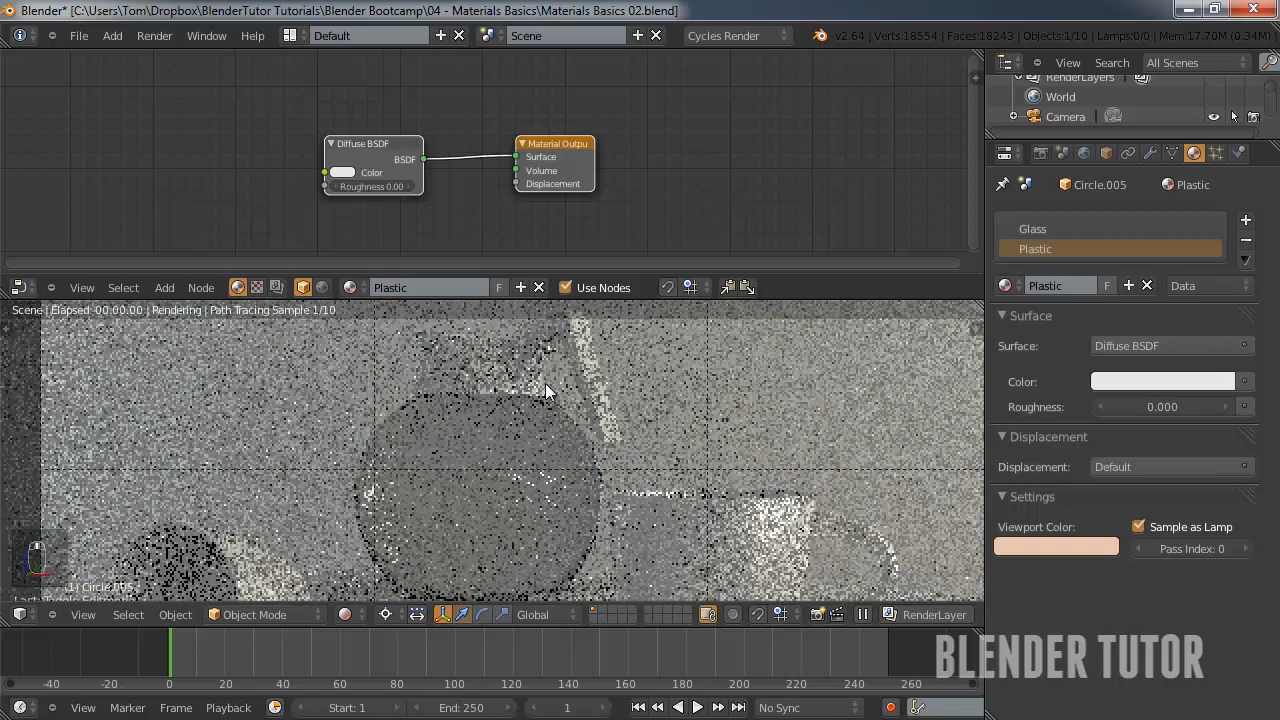 Blender* [C:\Users\Tom\Dropbox\BlenderTutor Tutorials\Blender Bootcamp\04 - Materials Basics\Materials Basics 02.blend]
File Add Render Window Help Default Scene Cycles Render v2.64 | Verts:18554 | Faces:18243 | Objects:1/10 | Lamps:0/0 | Mem:17.70M (0.34M) |
View Search All Scenes
RenderLayers
World
Camera
Diffuse BSDF
BSDF
Color
Roughness 0.00
Material Outpu
Surface
Volume
Displacement
Circle.005 Plastic
Glass
Plastic
Plastic F Data
View Select Add Node Plastic F Use Nodes
Scene | Elapsed: 00:00.00 | Rendering | Path Tracing Sample 1/10
Surface
Surface: Diffuse BSDF
Color:
Roughness: 0.000
Displacement
Displacement: Default
Settings
Viewport Color: Sample as Lamp
Pass Index: 0
(1) Circle.005
View Select Object Object Mode Global RenderLayer
BLENDER TUTOR
-40 -20 0 20 40 60 80 100 120 140 160 180 200 220 240 260
View Marker Frame Playback Start: 1 End: 250 1 No Sync